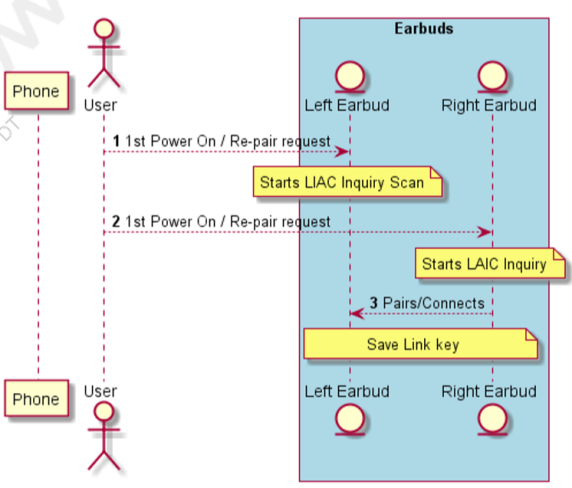 Earbuds
Phone
User
Left Earbud
Right Earbud
1 1st Power On / Re-pair request
Starts LIAC Inquiry Scan
2 1st Power On / Re-pair request
Starts LAIC Inquiry
3 Pairs/Connects
Save Link key
Phone
User
Left Earbud
Right Earbud
DT